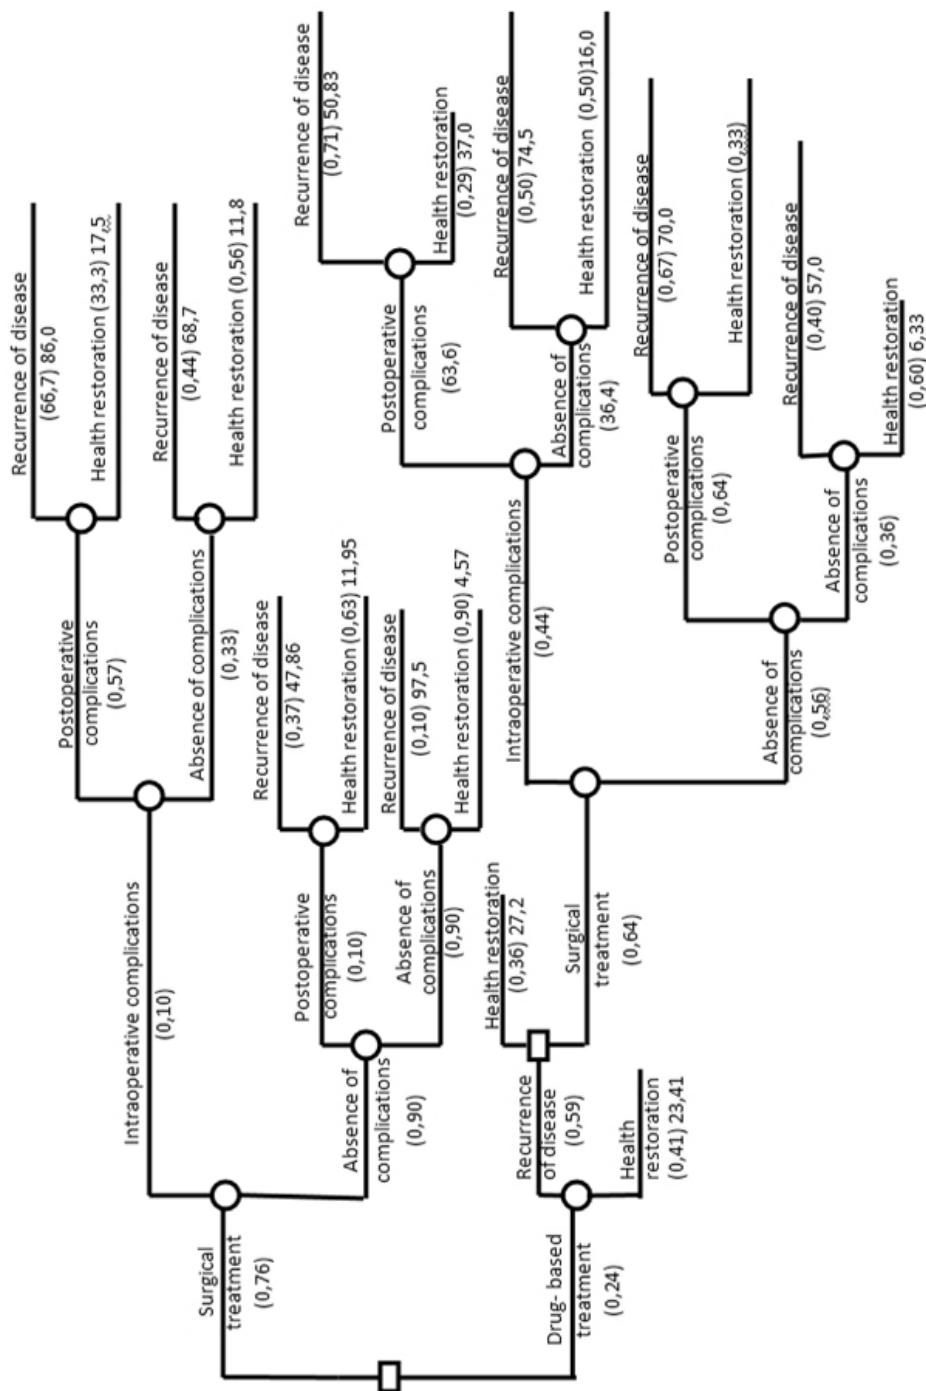 Surgical
treatment
(0,76)
Intraoperative complications
(0,10)
Postoperative
complications
(0,57)
Recurrence of disease
(66,7) 86,0
Health restoration (33,3) 17,5
Absence of complications
(0,33)
Recurrence of disease
(0,44) 68,7
Health restoration (0,56) 11,8
Absence of
complications
(0,90)
Postoperative
complications
(0,10)
Recurrence of disease
(0,37) 47,86
Health restoration (0,63) 11,95
Absence of
complications
(0,90)
Recurrence of disease
(0,10) 97,5
Health restoration (0,90) 4,57
Drug- based
treatment
(0,24)
Recurrence
of disease
(0,59)
Health restoration
(0,36) 27,2
Surgical
treatment
(0,64)
Intraoperative complications
(0,44)
Postoperative
complications
(63,6)
Recurrence of disease
(0,71) 50,83
Health restoration
(0,29) 37,0
Absence of
complications
(36,4)
Recurrence of disease
(0,50) 74,5
Health restoration (0,50)16,0
Absence of
complications
(0,56)
Postoperative
complications
(0,64)
Recurrence of disease
(0,67) 70,0
Health restoration (0,33)
Absence of
complications
(0,36)
Recurrence of disease
(0,40) 57,0
Health restoration
(0,60) 6,33
Health
restoration
(0,41) 23,41